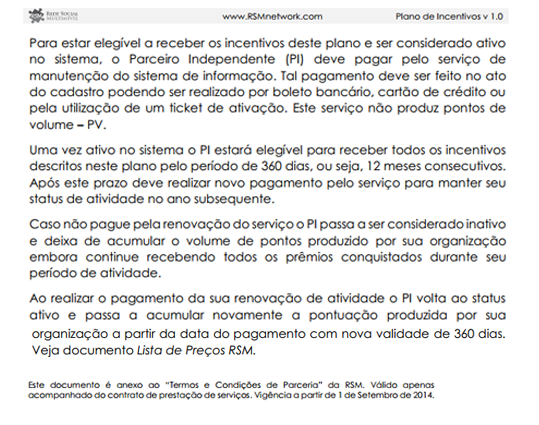 REDE SOCIAL
MULTIMÓVEL
www.RSMnetwork.com
Plano de Incentivos v 1.0
Para estar elegível a receber os incentivos deste plano e ser considerado ativo
no sistema, o Parceiro Independente (PI) deve pagar pelo serviço de
manutenção do sistema de informação. Tal pagamento deve ser feito no ato
do cadastro podendo ser realizado por boleto bancário, cartão de crédito ou
pela utilização de um ticket de ativação. Este serviço não produz pontos de
volume – PV.
Uma vez ativo no sistema o PI estará elegível para receber todos os incentivos
descritos neste plano pelo período de 360 dias, ou seja, 12 meses consecutivos.
Após este prazo deve realizar novo pagamento pelo serviço para manter seu
status de atividade no ano subsequente.
Caso não pague pela renovação do serviço o PI passa a ser considerado inativo
e deixa de acumular o volume de pontos produzido por sua organização
embora continue recebendo todos os prêmios conquistados durante seu
período de atividade.
Ao realizar o pagamento da sua renovação de atividade o PI volta ao status
ativo e passa a acumular novamente a pontuação produzida por sua
organização a partir da data do pagamento com nova validade de 360 dias.
Veja documento Lista de Preços RSM.
Este documento é anexo ao “Termos e Condições de Parceria” da RSM. Válido apenas
acompanhado do contrato de prestação de serviços. Vigência a partir de 1 de Setembro de 2014.